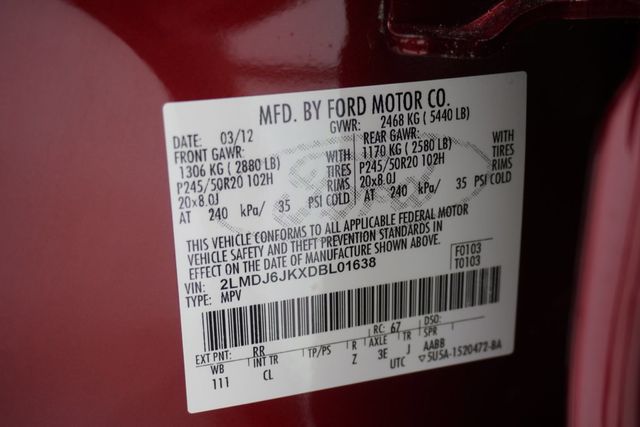 MFD. BY FORD MOTOR CO.
DATE: 03/12 GVWR: 2468 KG ( 5440 LB)
FRONT GAWR: REAR GAWR:
1306 KG ( 2880 LB) WITH 1170 KG ( 2580 LB) WITH
P245/50R20 102H TIRES P245/50R20 102H TIRES
20x8.0J RIMS 20x8.0J RIMS
AT 240 kPa/ 35 PSI COLD AT 240 kPa/ 35 PSI COLD
THIS VEHICLE CONFORMS TO ALL APPLICABLE FEDERAL MOTOR
VEHICLE SAFETY AND THEFT PREVENTION STANDARDS IN
EFFECT ON THE DATE OF MANUFACTURE SHOWN ABOVE.
VIN: 2LMDJ6JKXDBL01638 F0103
TYPE: MPV T0103
EXT PNT: RR RC: 67 DSO:
WB INT TR TP/PS R AXLE TR SPR
111 CL Z 3E J AABB
UTC ▽5U5A-1520472-BA
Ford